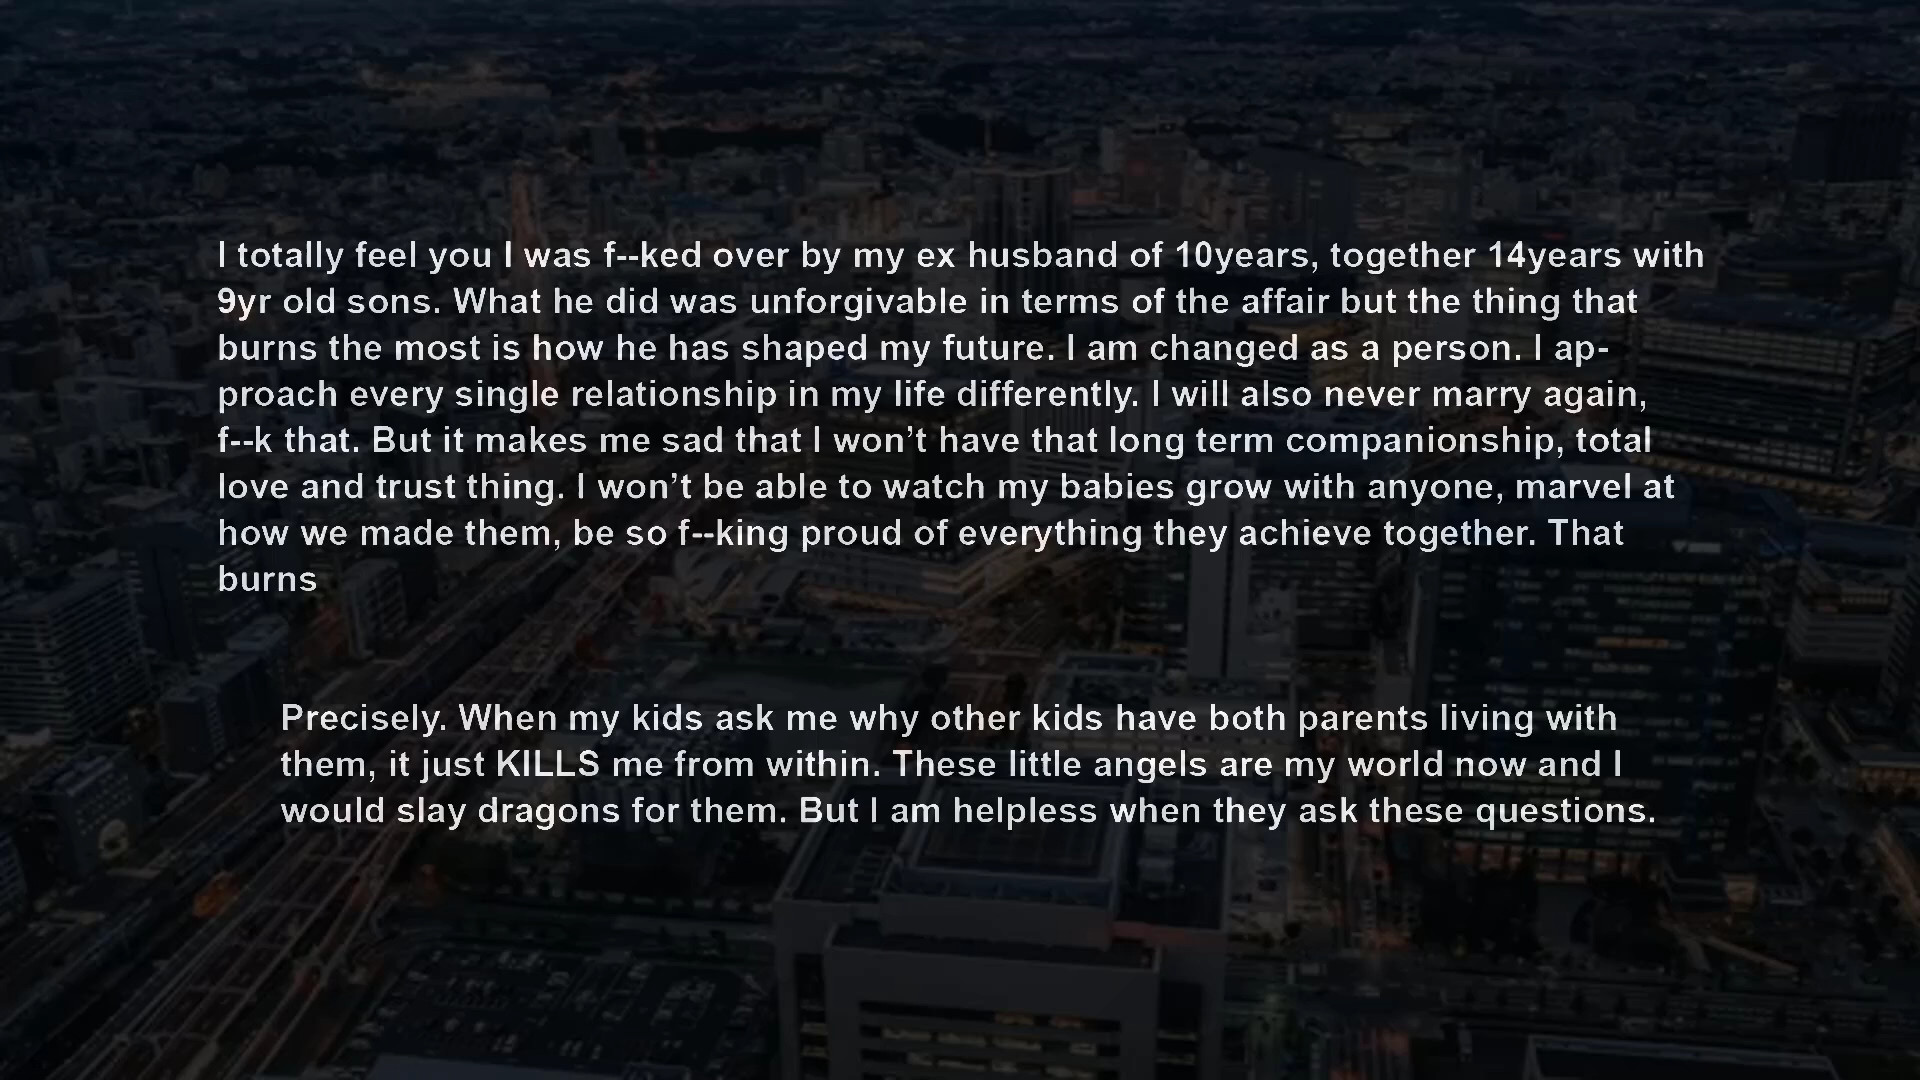 I totally feel you I was f--ked over by my ex husband of 10years, together 14years with
9yr old sons. What he did was unforgivable in terms of the affair but the thing that
burns the most is how he has shaped my future. I am changed as a person. I ap-
proach every single relationship in my life differently. I will also never marry again,
f--k that. But it makes me sad that I won’t have that long term companionship, total
love and trust thing. I won’t be able to watch my babies grow with anyone, marvel at
how we made them, be so f--king proud of everything they achieve together. That
burns
Precisely. When my kids ask me why other kids have both parents living with
them, it just KILLS me from within. These little angels are my world now and I
would slay dragons for them. But I am helpless when they ask these questions.